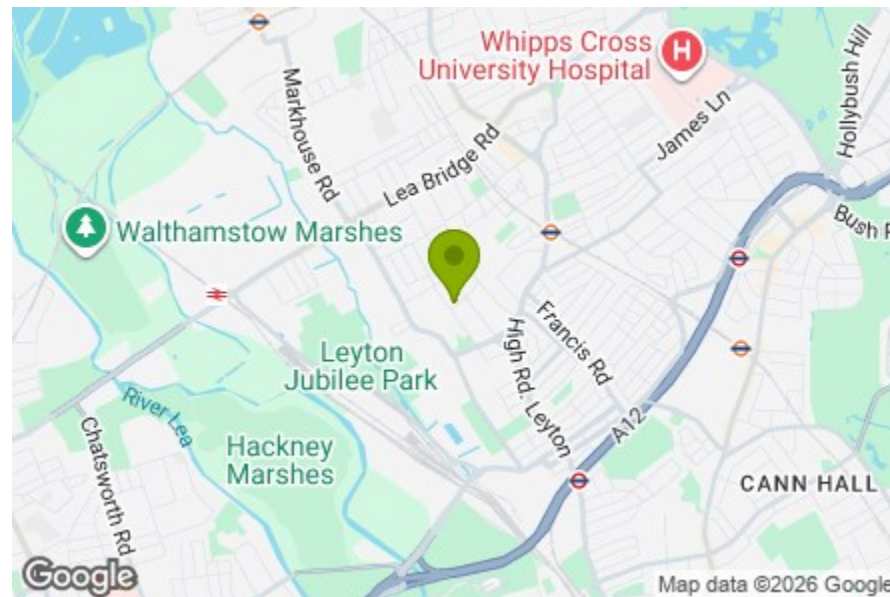 Whipps Cross
University Hospital
H
Hollybush Hill
Markhouse Rd
James Ln
Lea Bridge Rd
Walthamstow Marshes
Bush R
Francis Rd
High Rd. Leyton
Leyton
Jubilee Park
River Lea
A12
Chatsworth Rd
Hackney
Marshes
CANN HALL
Google
Map data ©2026 Google